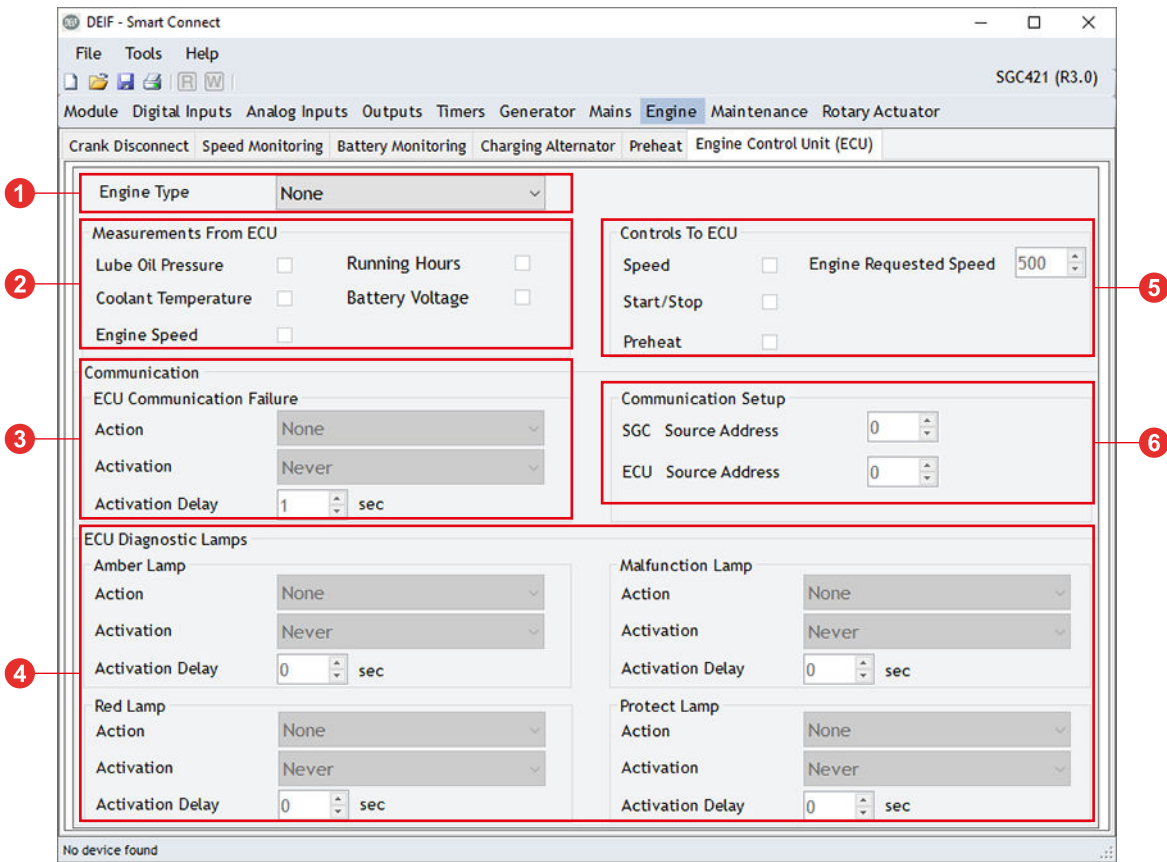 DEIF - Smart Connect
File Tools Help
R W
SGC421 (R3.0)
Module Digital Inputs Analog Inputs Outputs Timers Generator Mains Engine Maintenance Rotary Actuator
Crank Disconnect Speed Monitoring Battery Monitoring Charging Alternator Preheat Engine Control Unit (ECU)
1
Engine Type None
2
Measurements From ECU
Lube Oil Pressure Running Hours
Coolant Temperature Battery Voltage
Engine Speed
Controls To ECU
Speed Engine Requested Speed 500
Start/Stop
Preheat
5
Communication
3
ECU Communication Failure
Action None
Activation Never
Activation Delay 1 sec
Communication Setup
SGC Source Address 0
ECU Source Address 0
6
ECU Diagnostic Lamps
4
Amber Lamp
Action None
Activation Never
Activation Delay 0 sec
Malfunction Lamp
Action None
Activation Never
Activation Delay 0 sec
Red Lamp
Action None
Activation Never
Activation Delay 0 sec
Protect Lamp
Action None
Activation Never
Activation Delay 0 sec
No device found